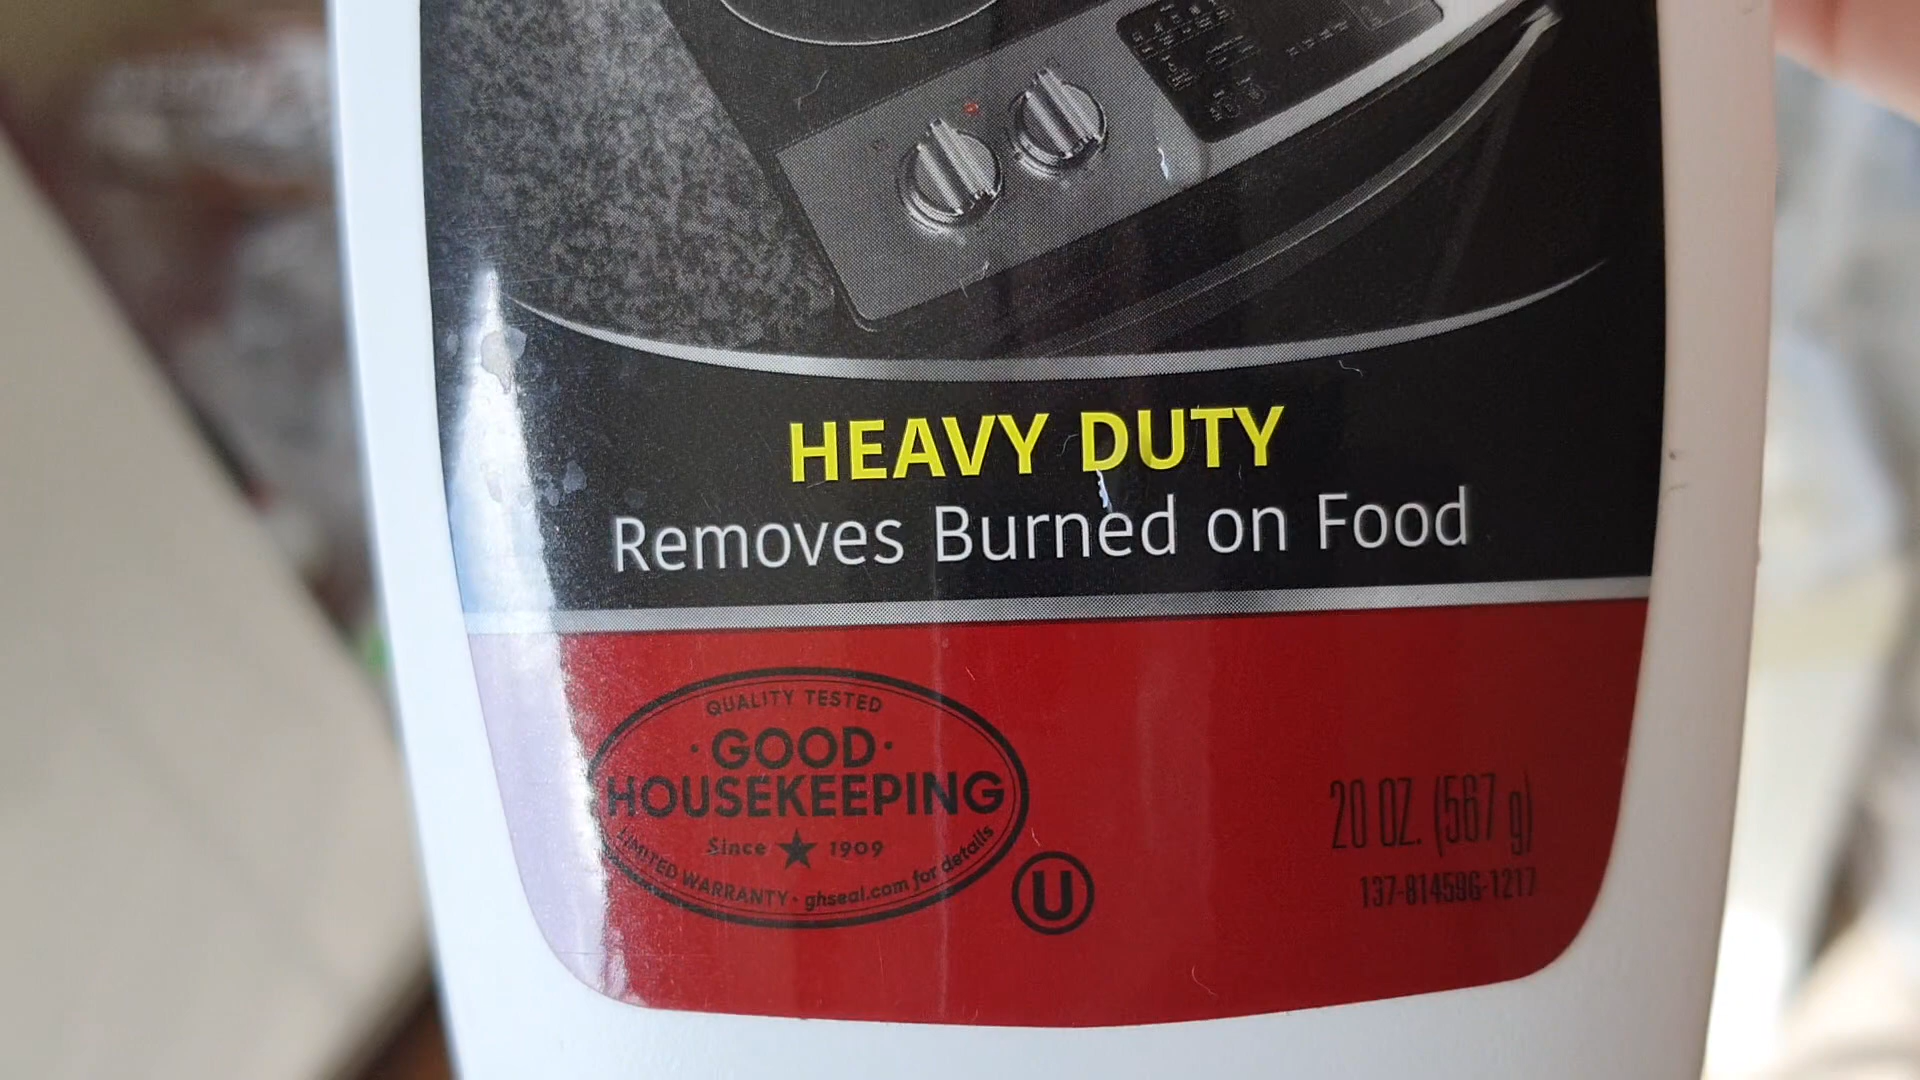 HEAVY DUTY
Removes Burned on Food
QUALITY TESTED
·GOOD·
HOUSEKEEPING
Since ★ 1909
LIMITED WARRANTY · ghseal.com for details
U
20 OZ. (567 g)
137-81459G-1217